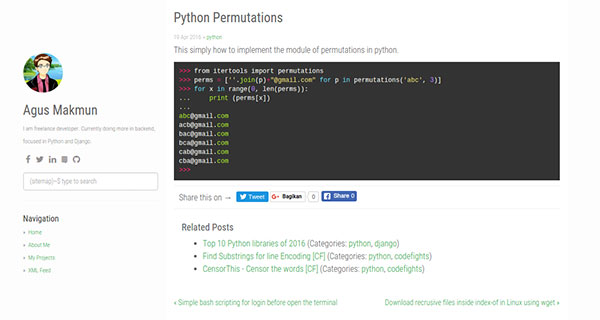 Python Permutations
18 Apr 2016 » python
This simply how to implement the module of permutations in python.
>>> from itertools import permutations
>>> perms = [''.join(p)+"@gmail.com" for p in permutations('abc', 3)]
>>> for x in range(0, len(perms)):
...     print (perms[x])
...
abc@gmail.com
acb@gmail.com
bac@gmail.com
bca@gmail.com
cab@gmail.com
cba@gmail.com
>>>
Share this on →
Tweet
G+ Bagikan
0
Share 0
Related Posts
Top 10 Python libraries of 2016 (Categories: python, django)
Find Substrings for line Encoding [CF] (Categories: python, codefights)
CensorThis - Censor the words [CF] (Categories: python, codefights)
« Simple bash scripting for login before open the terminal
Download recrusive files inside index-of in Linux using wget »
Agus Makmun
I am freelance developer. Currently doing more in backend,
focused in Python and Django.
(sitemap)~$ type to search
Navigation
» Home
» About Me
» My Projects
» XML Feed